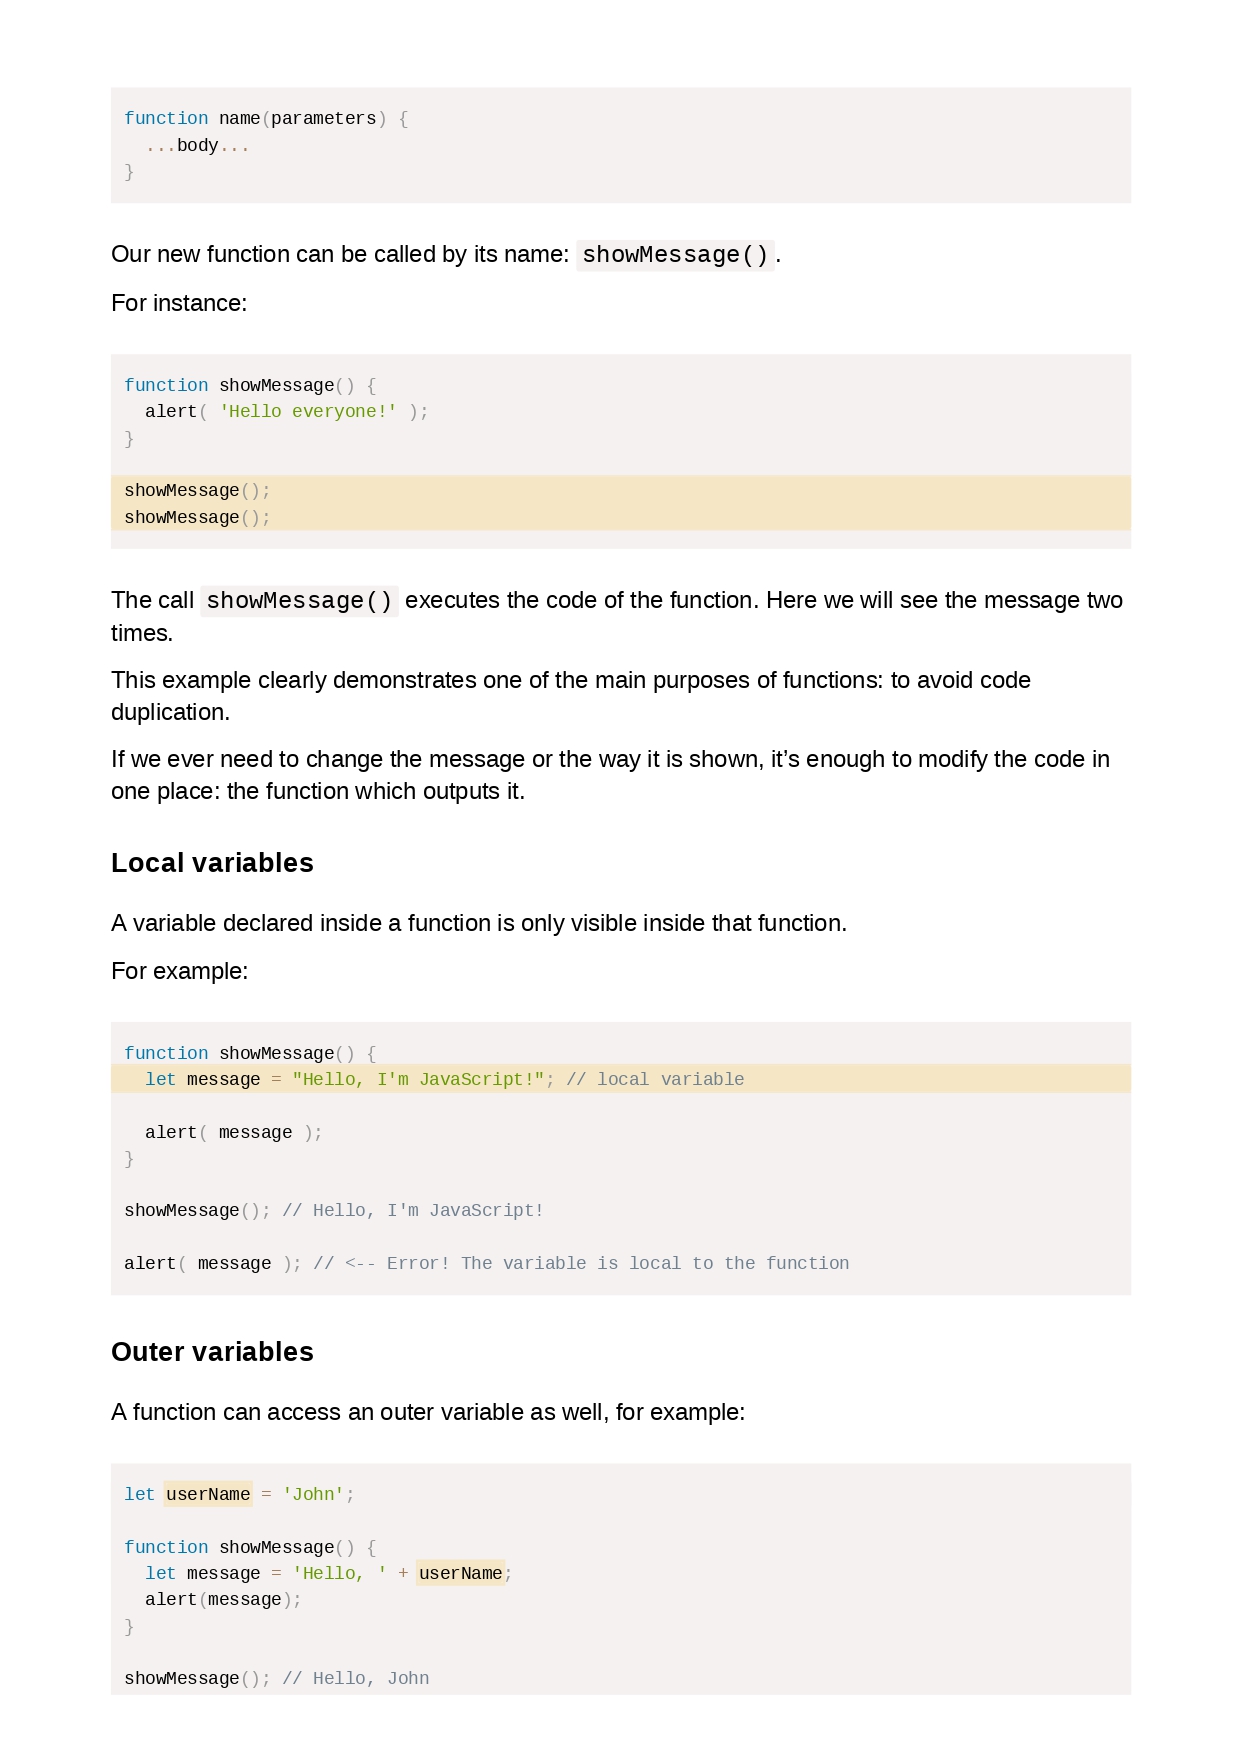 function name(parameters) {
  ...body...
}
Our new function can be called by its name: showMessage().
For instance:
function showMessage() {
  alert( 'Hello everyone!' );
}
showMessage();
showMessage();
The call showMessage() executes the code of the function. Here we will see the message two
times.
This example clearly demonstrates one of the main purposes of functions: to avoid code
duplication.
If we ever need to change the message or the way it is shown, it’s enough to modify the code in
one place: the function which outputs it.
Local variables
A variable declared inside a function is only visible inside that function.
For example:
function showMessage() {
  let message = "Hello, I'm JavaScript!"; // local variable
  alert( message );
}
showMessage(); // Hello, I'm JavaScript!
alert( message ); // <-- Error! The variable is local to the function
Outer variables
A function can access an outer variable as well, for example:
let userName = 'John';
function showMessage() {
  let message = 'Hello, ' + userName;
  alert(message);
}
showMessage(); // Hello, John